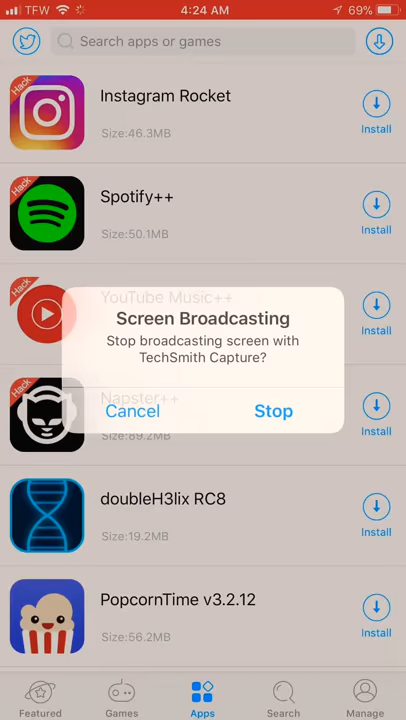 TFW 4:24 AM 69%
Search apps or games
Hack
Instagram Rocket
Size:46.3MB
Install
Hack
Spotify++
Size:50.1MB
Install
Hack
YouTube Music++
Install
Screen Broadcasting
Stop broadcasting screen with
TechSmith Capture?
Cancel Stop
Hack
Napster++
Size:89.2MB
Install
doubleH3lix RC8
Size:19.2MB
Install
PopcornTime v3.2.12
Size:56.2MB
Install
Featured Games Apps Search Manage